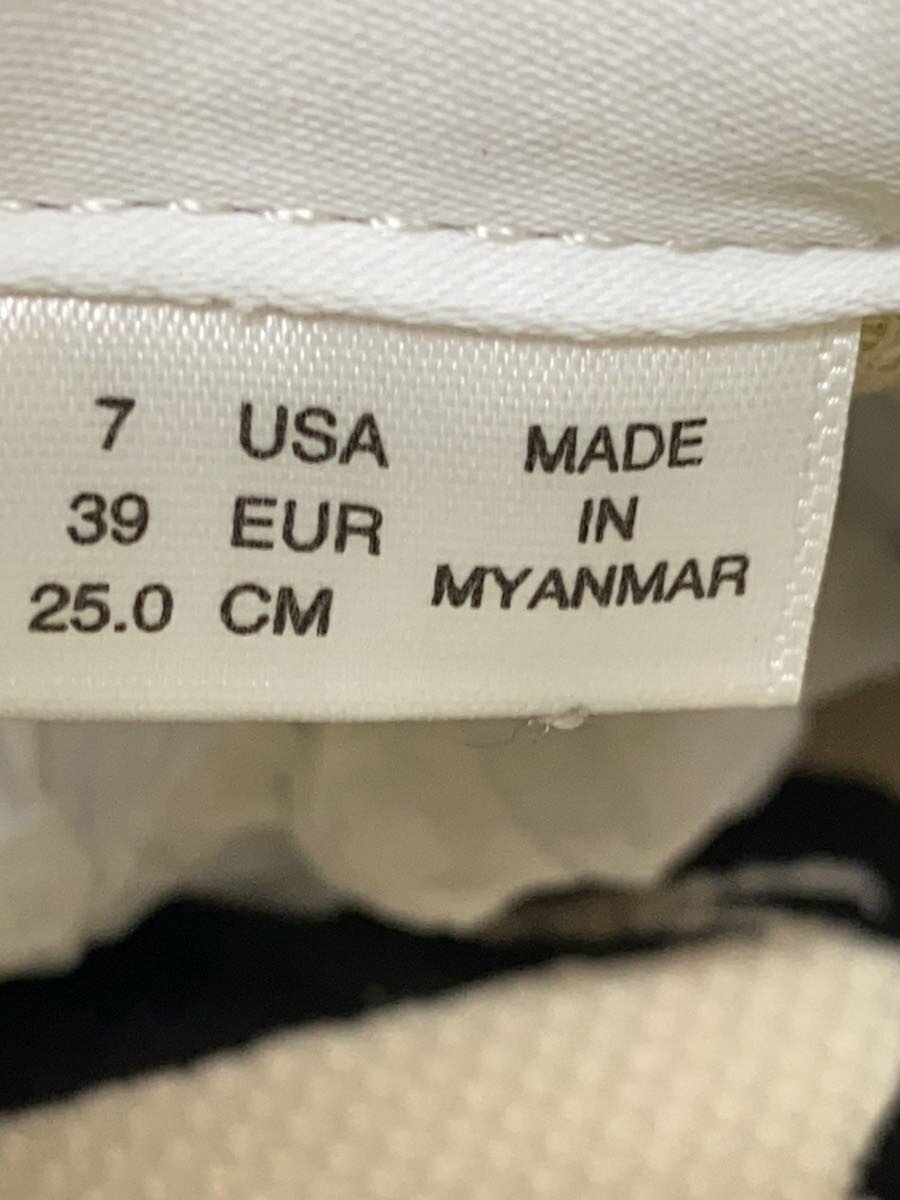 7 USA
39 EUR
25.0 CM
MADE
IN
MYANMAR